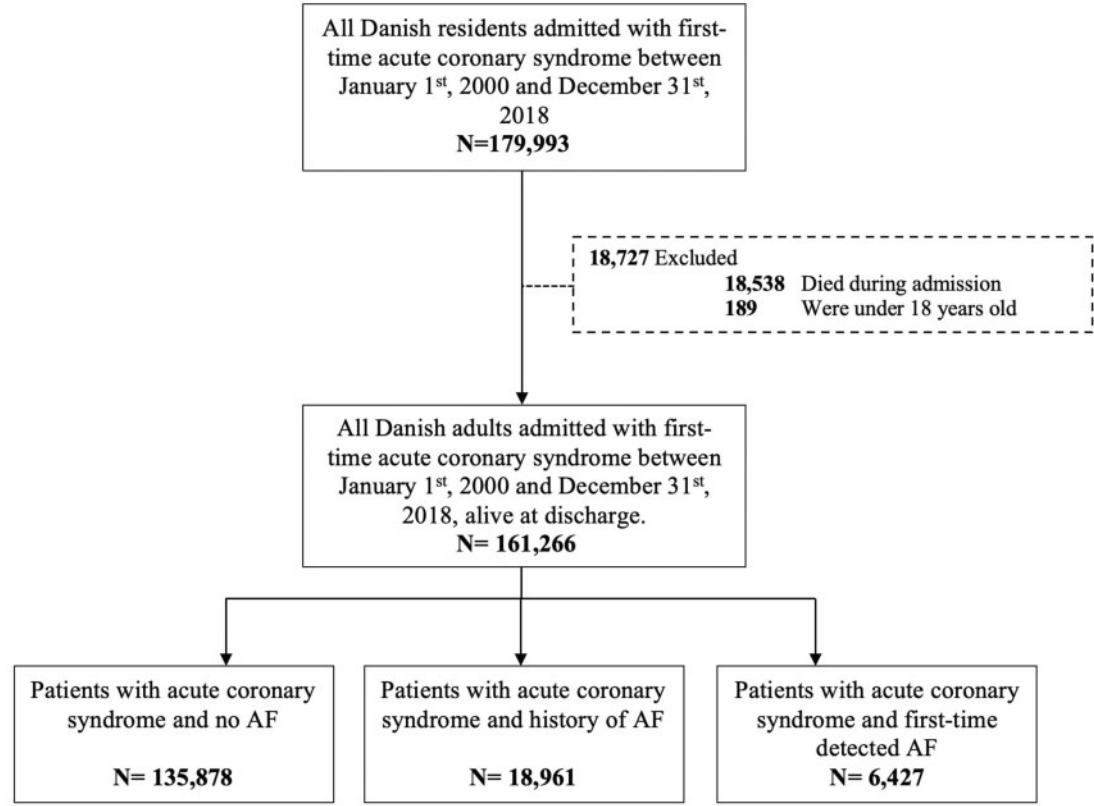 All Danish residents admitted with first-
time acute coronary syndrome between
January 1st, 2000 and December 31st,
2018
N=179,993
18,727 Excluded
18,538 Died during admission
189 Were under 18 years old
All Danish adults admitted with first-
time acute coronary syndrome between
January 1st, 2000 and December 31st,
2018, alive at discharge.
N= 161,266
Patients with acute coronary
syndrome and no AF
N= 135,878
Patients with acute coronary
syndrome and history of AF
N= 18,961
Patients with acute coronary
syndrome and first-time
detected AF
N= 6,427